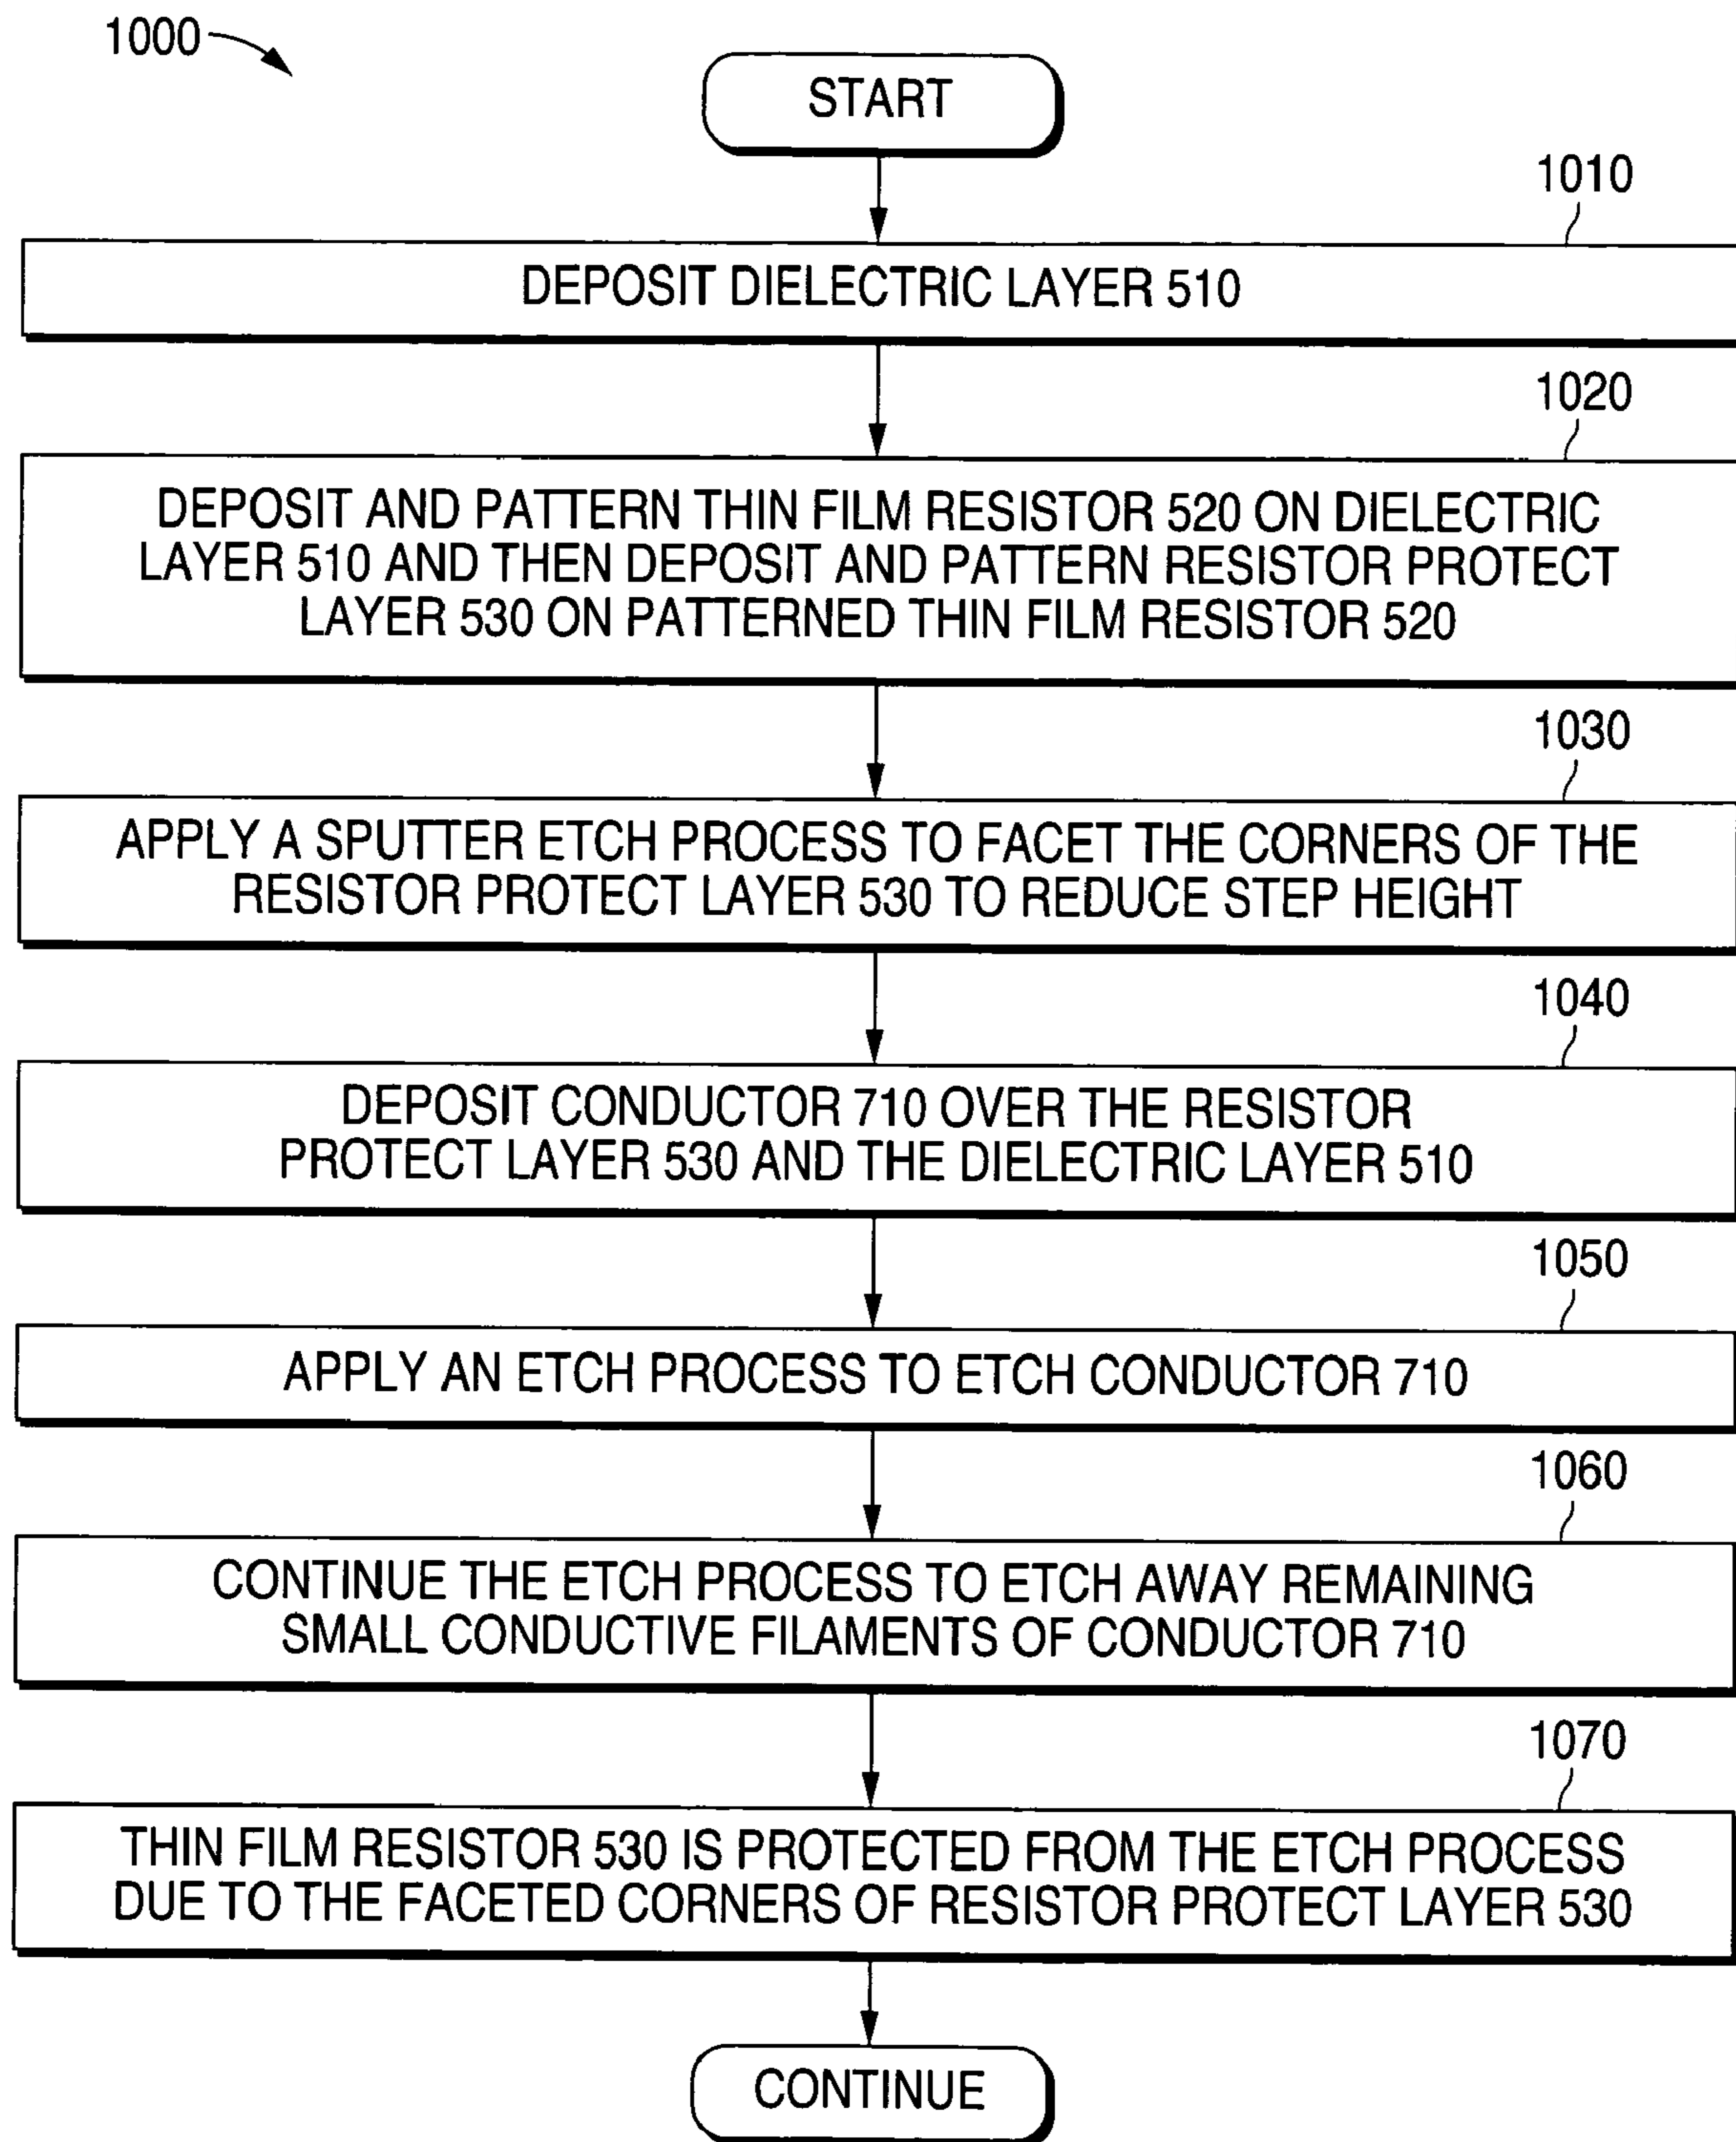 1000
START
1010
DEPOSIT DIELECTRIC LAYER 510
1020
DEPOSIT AND PATTERN THIN FILM RESISTOR 520 ON DIELECTRIC
LAYER 510 AND THEN DEPOSIT AND PATTERN RESISTOR PROTECT
LAYER 530 ON PATTERNED THIN FILM RESISTOR 520
1030
APPLY A SPUTTER ETCH PROCESS TO FACET THE CORNERS OF THE
RESISTOR PROTECT LAYER 530 TO REDUCE STEP HEIGHT
1040
DEPOSIT CONDUCTOR 710 OVER THE RESISTOR
PROTECT LAYER 530 AND THE DIELECTRIC LAYER 510
1050
APPLY AN ETCH PROCESS TO ETCH CONDUCTOR 710
1060
CONTINUE THE ETCH PROCESS TO ETCH AWAY REMAINING
SMALL CONDUCTIVE FILAMENTS OF CONDUCTOR 710
1070
THIN FILM RESISTOR 530 IS PROTECTED FROM THE ETCH PROCESS
DUE TO THE FACETED CORNERS OF RESISTOR PROTECT LAYER 530
CONTINUE